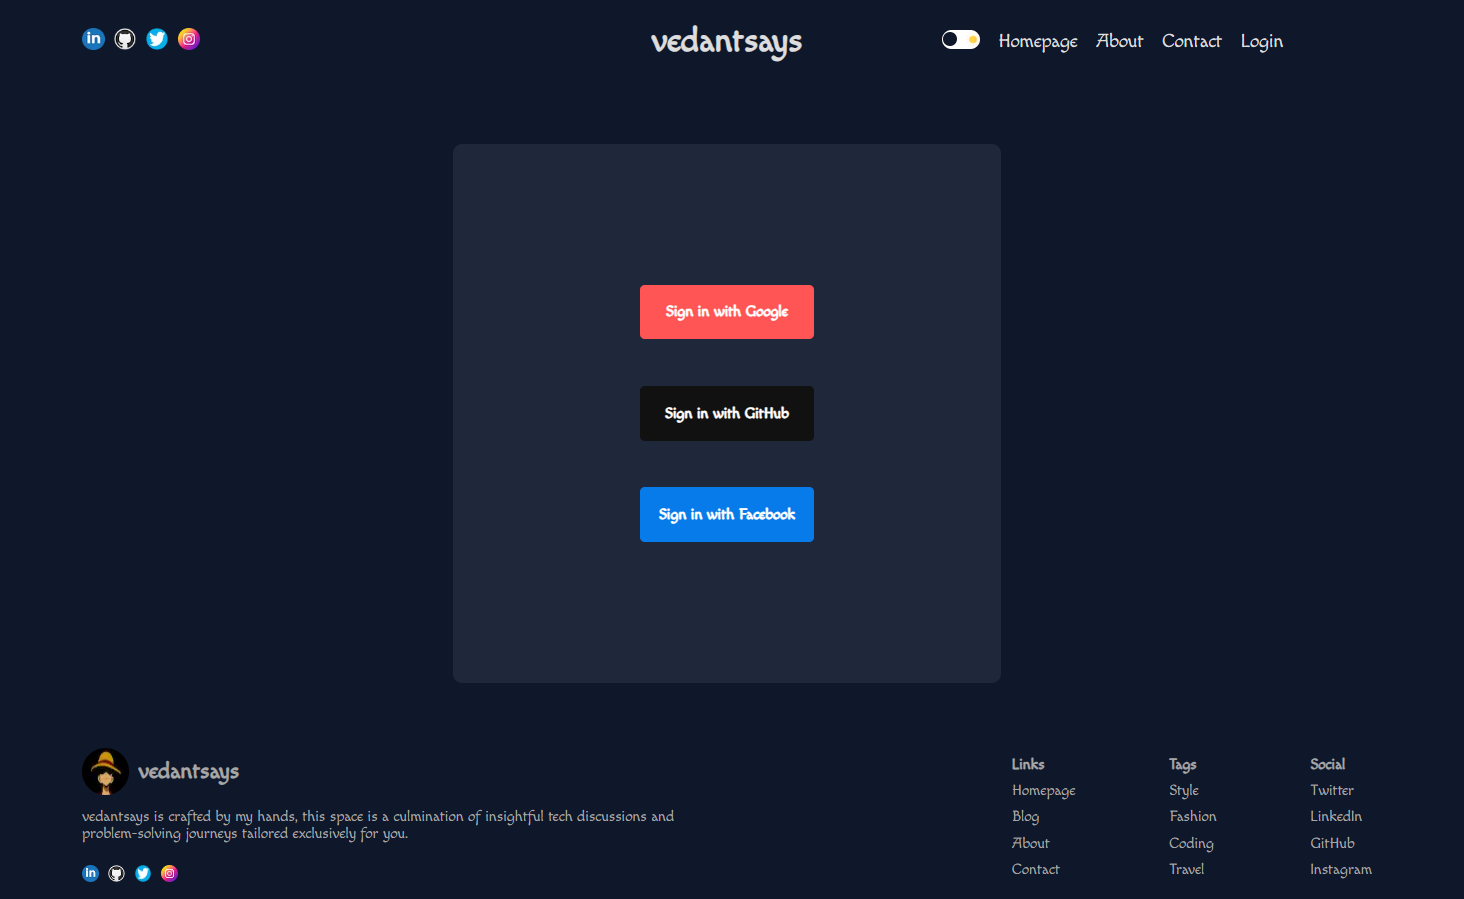 in
vedantsays
Homepage About Contact Login
Sign in with Google
Sign in with GitHub
Sign in with Facebook
vedantsays
vedantsays is crafted by my hands, this space is a culmination of insightful tech discussions and
problem-solving journeys tailored exclusively for you.
in
Links
Homepage
Blog
About
Contact
Tags
Style
Fashion
Coding
Travel
Social
Twitter
LinkedIn
GitHub
Instagram